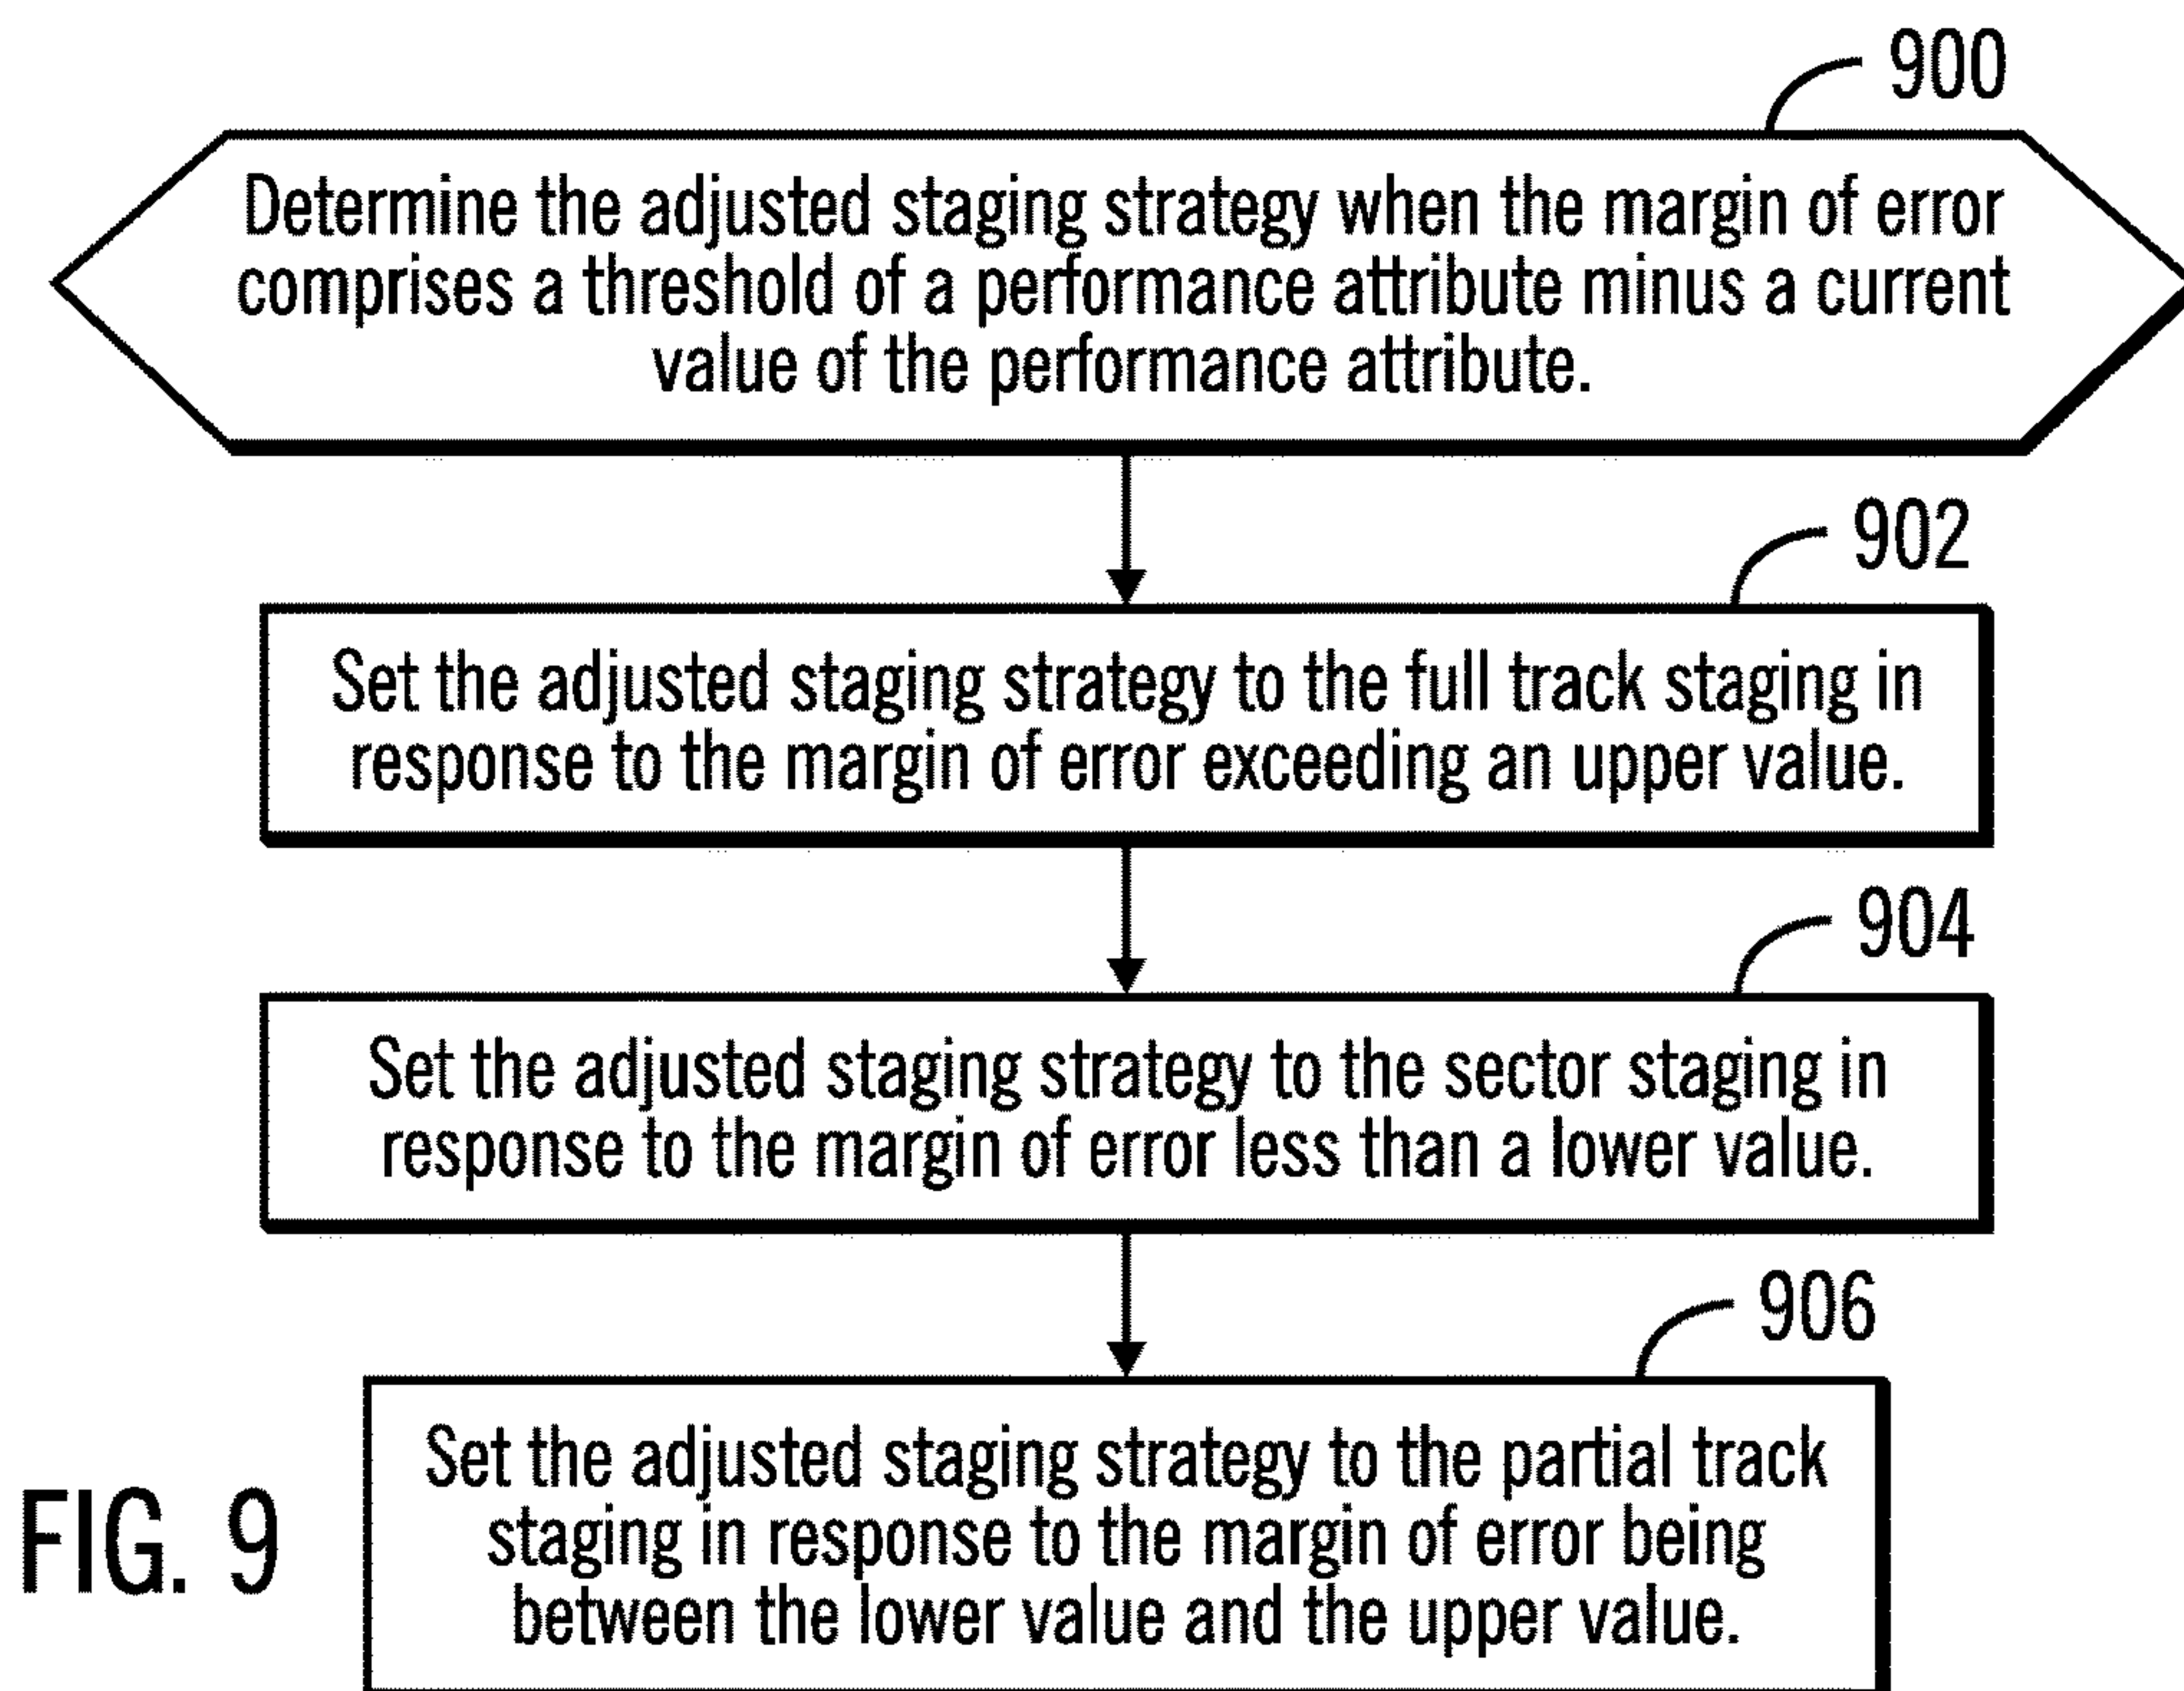 900
Determine the adjusted staging strategy when the margin of error
comprises a threshold of a performance attribute minus a current
value of the performance attribute.
902
Set the adjusted staging strategy to the full track staging in
response to the margin of error exceeding an upper value.
904
Set the adjusted staging strategy to the sector staging in
response to the margin of error less than a lower value.
906
Set the adjusted staging strategy to the partial track
staging in response to the margin of error being
between the lower value and the upper value.
FIG. 9